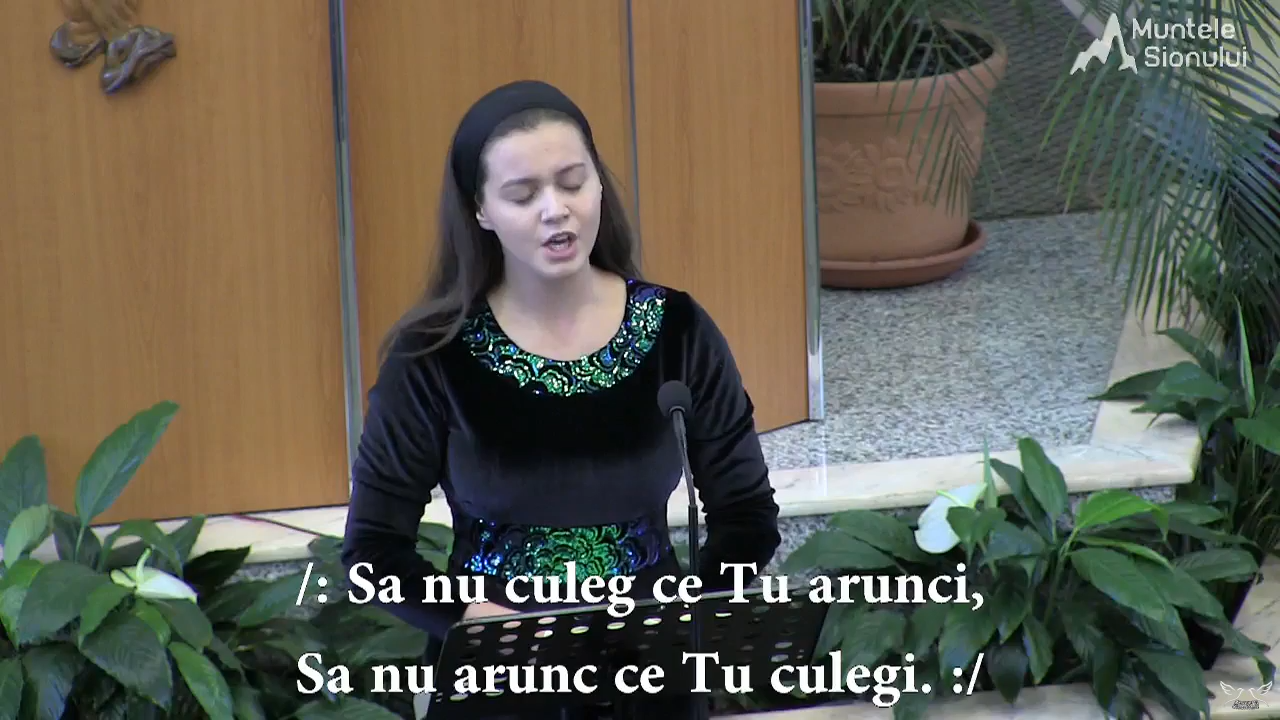 Muntele
Sionului
/: Sa nu culeg ce Tu arunci,
Sa nu arunc ce Tu culegi. :/